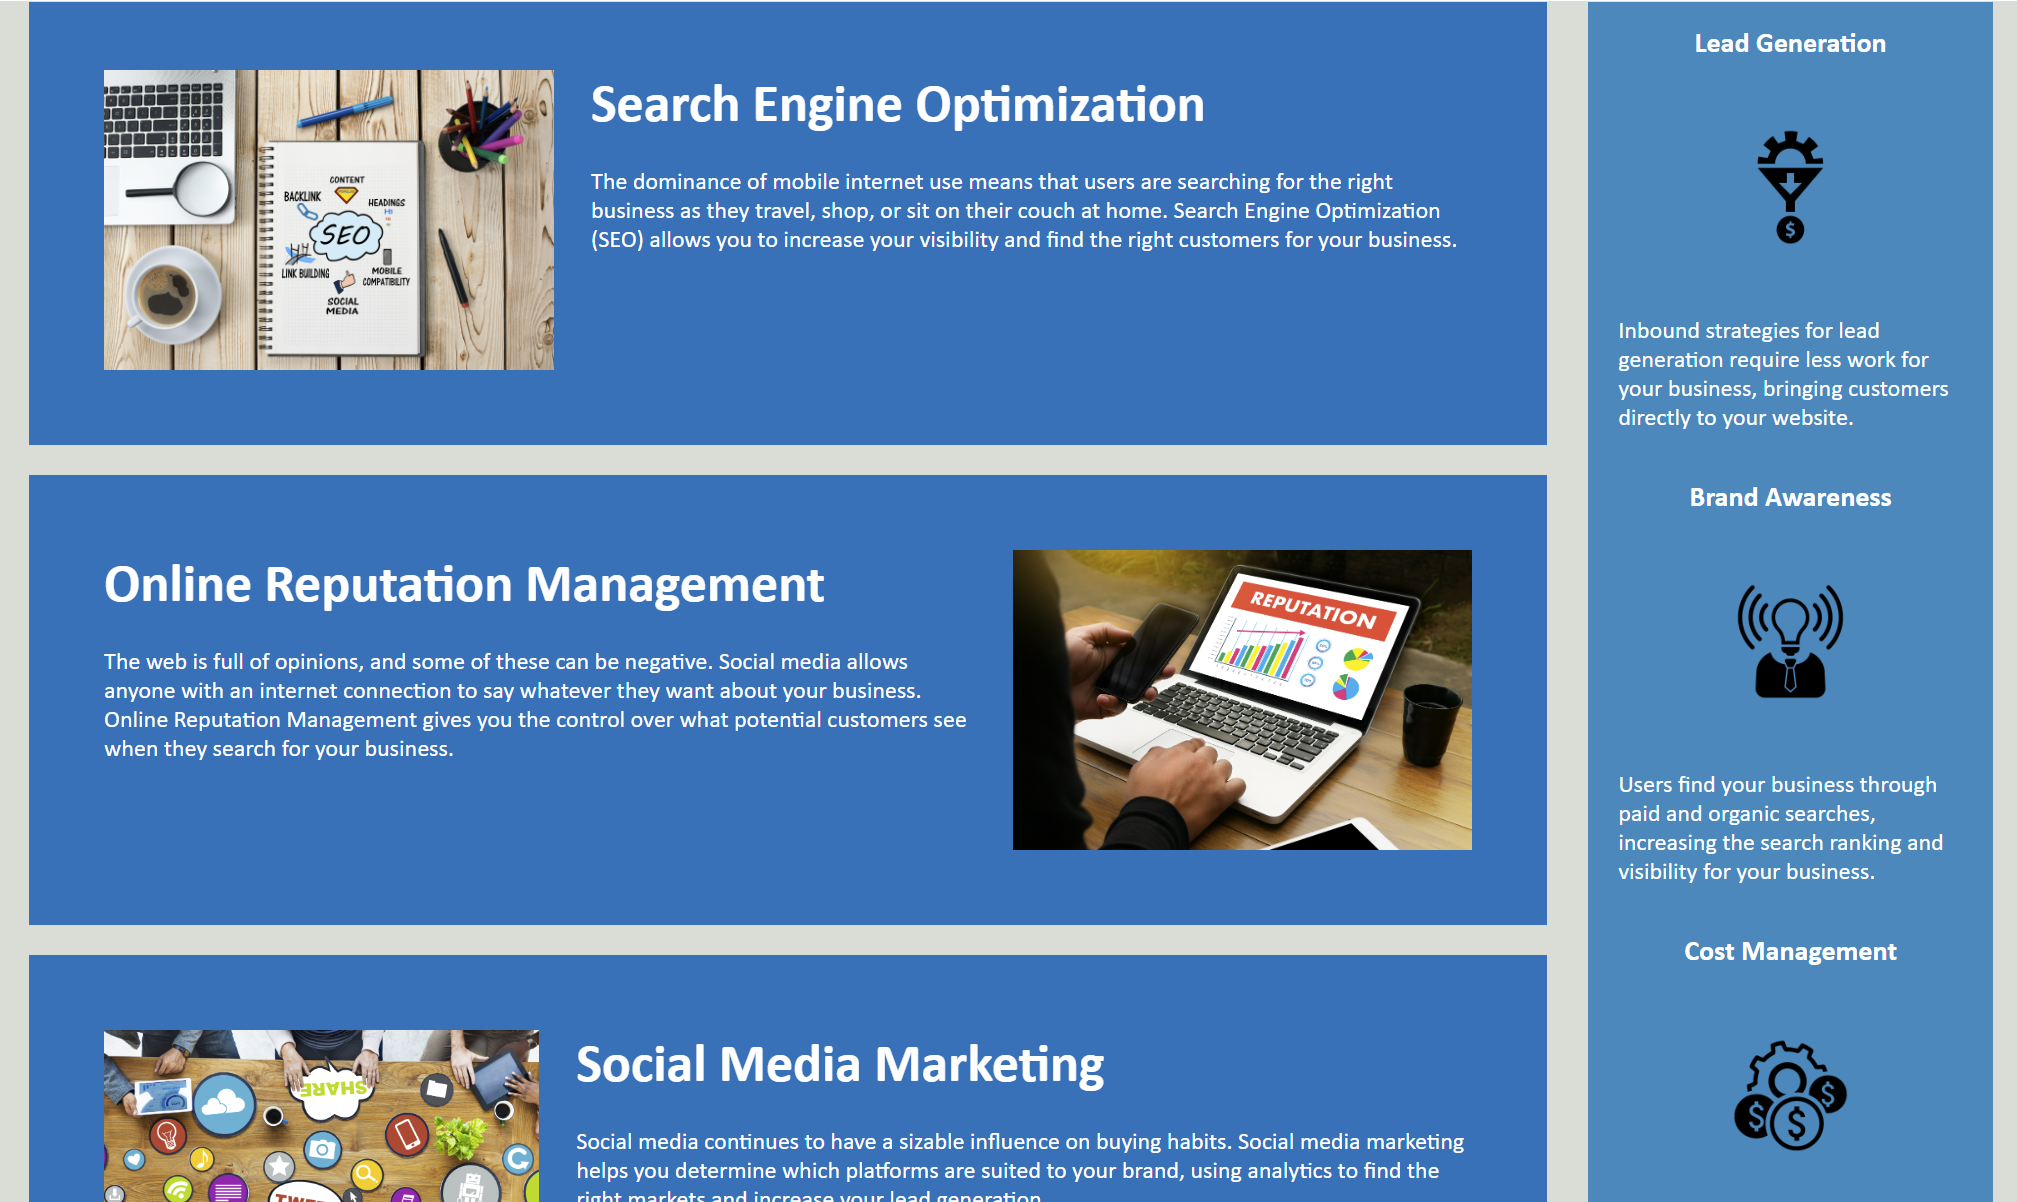 Search Engine Optimization
The dominance of mobile internet use means that users are searching for the right
business as they travel, shop, or sit on their couch at home. Search Engine Optimization
(SEO) allows you to increase your visibility and find the right customers for your business.
CONTENT
BACKLINK
HEADINGS
H1
SEO
LINK BUILDING
MOBILE
COMPATIBILITY
SOCIAL
MEDIA
Online Reputation Management
The web is full of opinions, and some of these can be negative. Social media allows
anyone with an internet connection to say whatever they want about your business.
Online Reputation Management gives you the control over what potential customers see
when they search for your business.
REPUTATION
Social Media Marketing
Social media continues to have a sizable influence on buying habits. Social media marketing
helps you determine which platforms are suited to your brand, using analytics to find the
right markets and increase your lead generation.
SHARE
Lead Generation
$
Inbound strategies for lead
generation require less work for
your business, bringing customers
directly to your website.
Brand Awareness
Users find your business through
paid and organic searches,
increasing the search ranking and
visibility for your business.
Cost Management
$
$ $